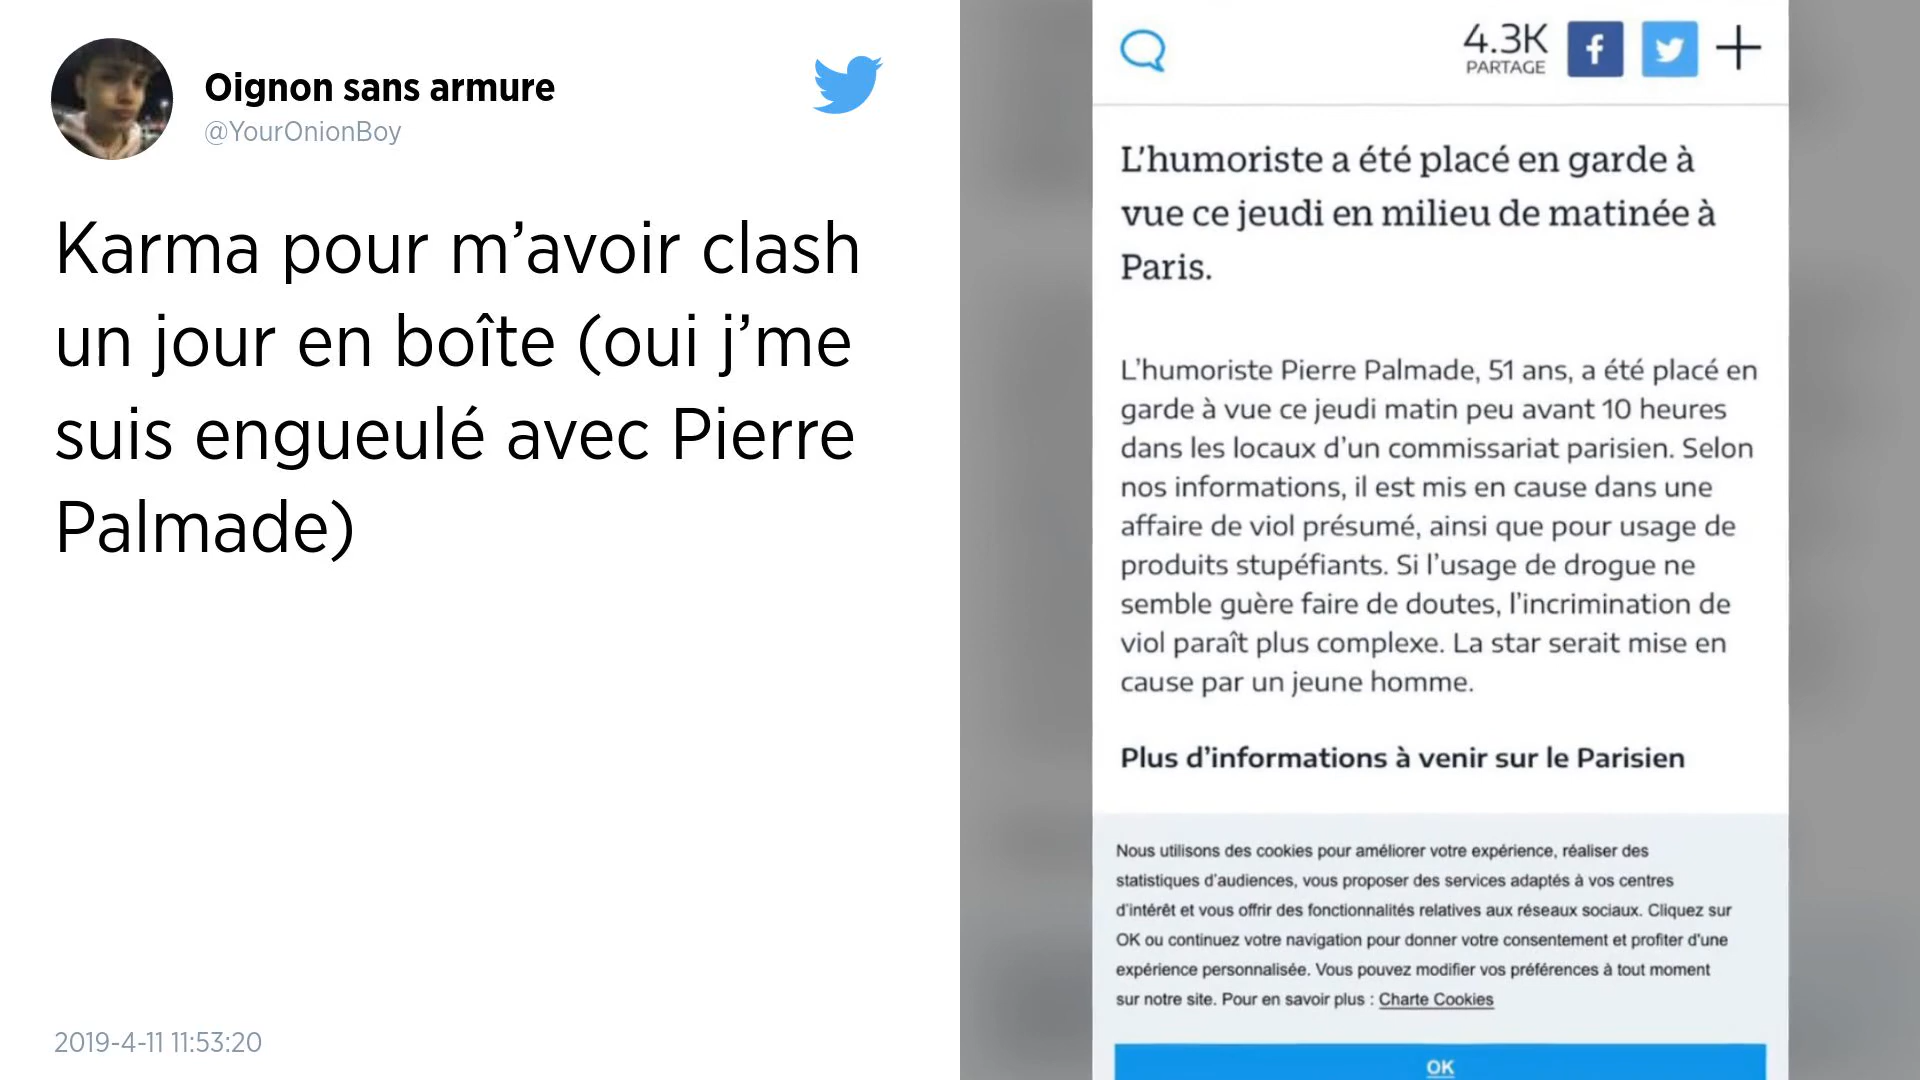 Oignon sans armure
@YourOnionBoy
Karma pour m’avoir clash
un jour en boîte (oui j’me
suis engueulé avec Pierre
Palmade)
2019-4-11 11:53:20
4.3K
PARTAGE
L’humoriste a été placé en garde à
vue ce jeudi en milieu de matinée à
Paris.
L’humoriste Pierre Palmade, 51 ans, a été placé en
garde à vue ce jeudi matin peu avant 10 heures
dans les locaux d’un commissariat parisien. Selon
nos informations, il est mis en cause dans une
affaire de viol présumé, ainsi que pour usage de
produits stupéfiants. Si l’usage de drogue ne
semble guère faire de doutes, l’incrimination de
viol paraît plus complexe. La star serait mise en
cause par un jeune homme.
Plus d’informations à venir sur le Parisien
Nous utilisons des cookies pour améliorer votre expérience, réaliser des
statistiques d’audiences, vous proposer des services adaptés à vos centres
d’intérêt et vous offrir des fonctionnalités relatives aux réseaux sociaux. Cliquez sur
OK ou continuez votre navigation pour donner votre consentement et profiter d’une
expérience personnalisée. Vous pouvez modifier vos préférences à tout moment
sur notre site. Pour en savoir plus : Charte Cookies
OK